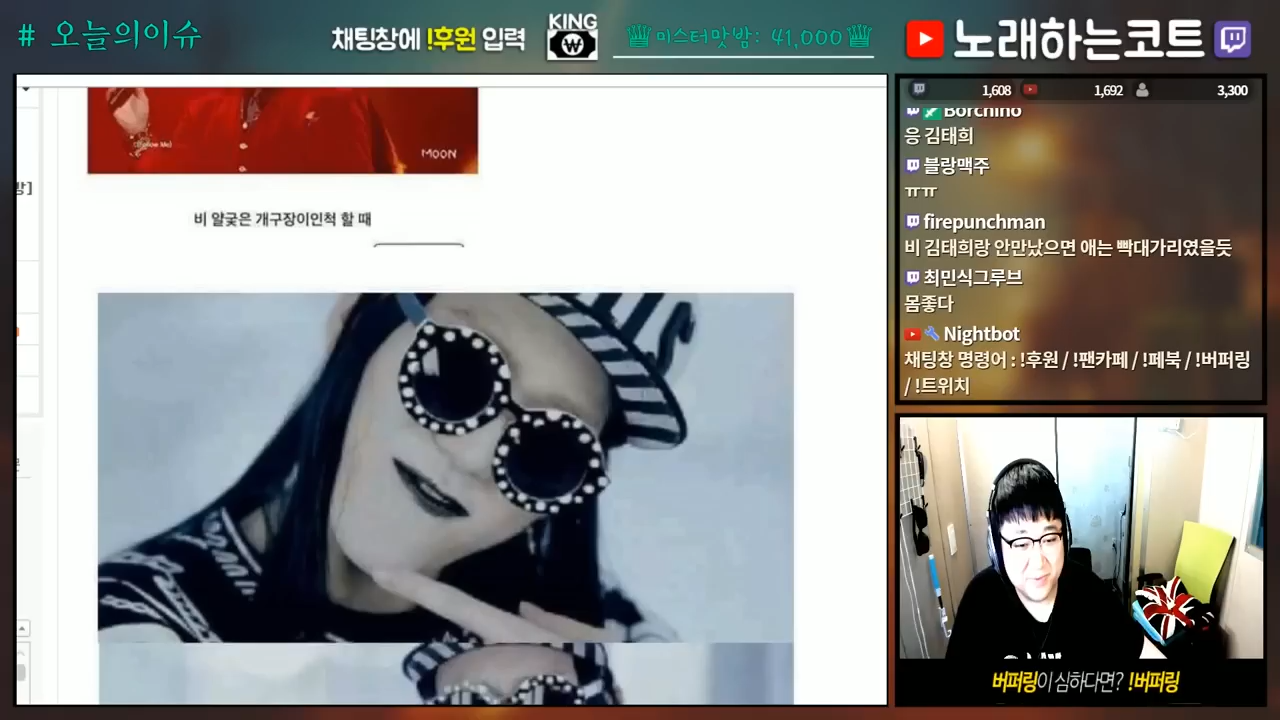 # 오늘의이슈
채팅창에 !후원 입력
KING
₩
미스터맛밤: 41,000
노래하는코트
1,608
1,692
3,300
Borchino
응 김태희
블랑맥주
ㅠㅠ
firepunchman
비 김태희랑 안만났으면 애는 빡대가리였을듯
최민식그루브
몸좋다
Nightbot
채팅창 명령어 : !후원 / !팬카페 / !페북 / !버퍼링
/ !트위치
MOON
비 얄궂은 개구장이인척 할 때
버퍼링이 심하다면? !버퍼링